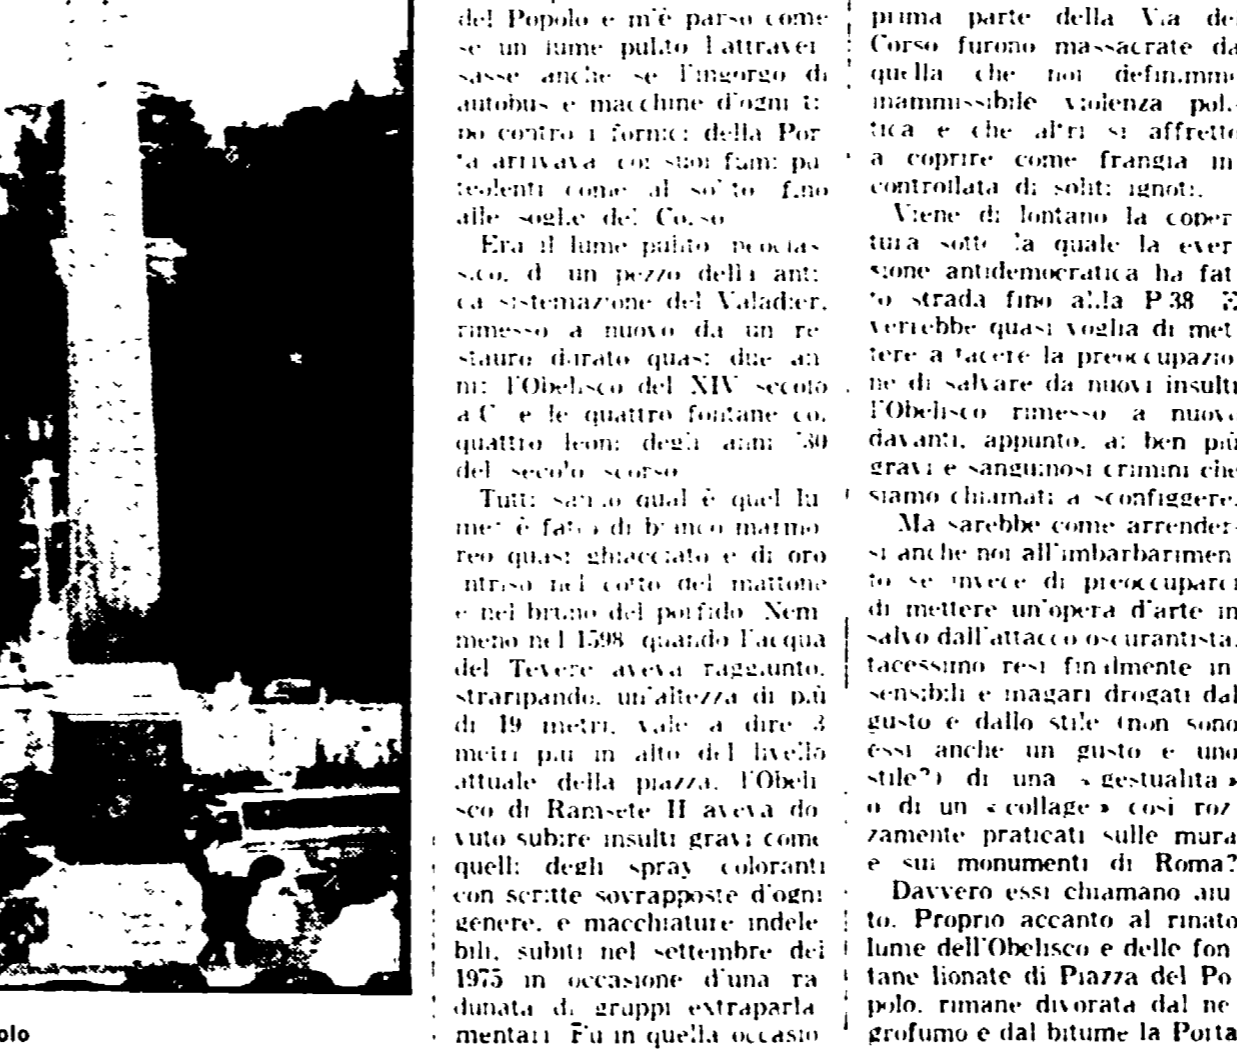 del Popolo e m'è parso come
se un lume pulito l'attraver
sasse anche se l'ingorgo di
autobus e macchine d'ogni ti
po contro i fornici della Por
ta arrivava coi suoi fumi pu
teolenti come al solito fino
alle soglie del Corso
Era il lume pulito neoclas
sico, di un pezzo della anti
ca sistemazione del Valadier,
rimesso a nuovo da un re
stauro durato quasi due an
ni: l'Obelisco del XIV secolo
a C e le quattro fontane coi
quattro leoni degli anni '30
del secolo scorso
Tutti sanno qual è quel lu
me: è fatto di bianco marmo
reo quasi ghiacciato e di oro
intriso nel cotto del mattone
e nel bruno del porfido Nem
meno nel 1598 quando l'acqua
del Tevere aveva raggiunto,
straripando, un'altezza di più
di 19 metri, vale a dire 3
metri più in alto del livello
attuale della piazza, l'Obeli
sco di Ramsete II aveva do
vuto subire insulti gravi come
quelli degli spray coloranti
con scritte sovrapposte d'ogni
genere, e macchiature indele
bili, subiti nel settembre del
1975 in occasione d'una ra
dunata di gruppi extraparla
mentari Fu in quella occasio
prima parte della Via del
Corso furono massacrate da
quella che noi definimmo
inammissibile violenza poli-
tica e che altri si affrettò
a coprire come frangia in
controllata di soliti ignoti.
Viene di lontano la coper
tura sotto la quale la ever
sione antidemocratica ha fat
to strada fino alla P 38 E
verrebbe quasi voglia di met
tere a tacere la preoccupazio
ne di salvare da nuovi insulti
l'Obelisco rimesso a nuovo
davanti, appunto, ai ben più
gravi e sanguinosi crimini che
siamo chiamati a sconfiggere.
Ma sarebbe come arrender-
si anche noi all'imbarbarimen
to se invece di preoccuparci
di mettere un'opera d'arte in
salvo dall'attacco oscurantista,
tacessimo resi finalmente in
sensibili e magari drogati dal
gusto e dallo stile (non sono
essi anche un gusto e uno
stile?) di una « gestualità »
o di un « collage » così roz
zamente praticati sulle mura
e sui monumenti di Roma?
Davvero essi chiamano aiu
to. Proprio accanto al rinato
lume dell'Obelisco e delle fon
tane lionate di Piazza del Po
polo, rimane divorata dal ne
grofumo e dal bitume la Porta
olo